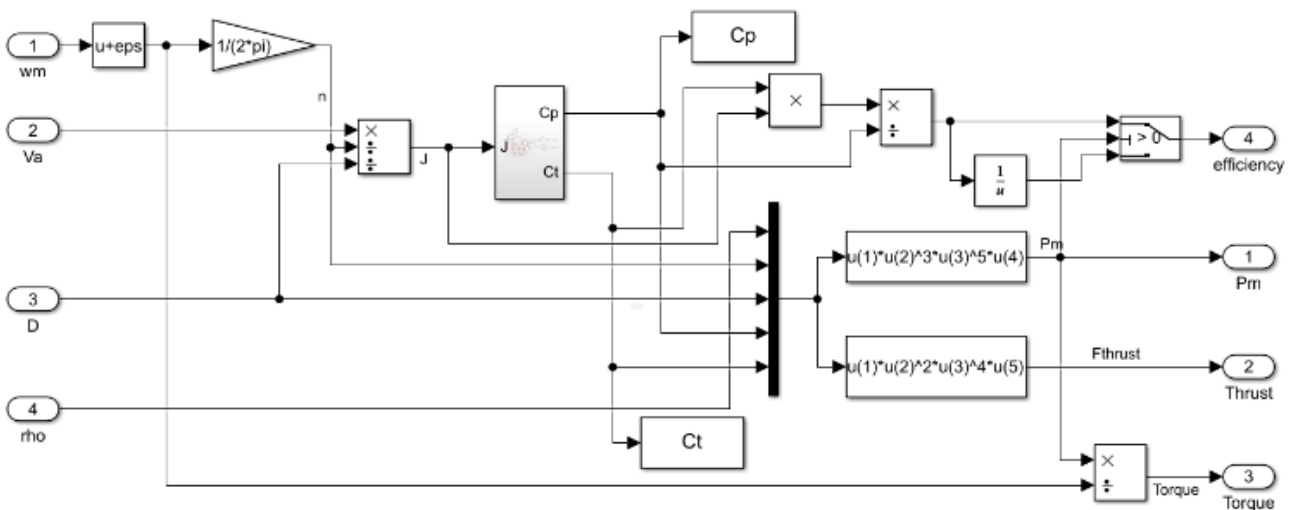 1
wm
u+eps
1/(2*pi)
n
2
Va
×
÷
÷
J
J
Cp
Ct
Cp
×
×
÷
1
u
> 0
4
efficiency
3
D
u(1)*u(2)^3*u(3)^5*u(4)
Pm
1
Pm
u(1)*u(2)^2*u(3)^4*u(5)
Fthrust
2
Thrust
4
rho
Ct
×
÷
Torque
3
Torque